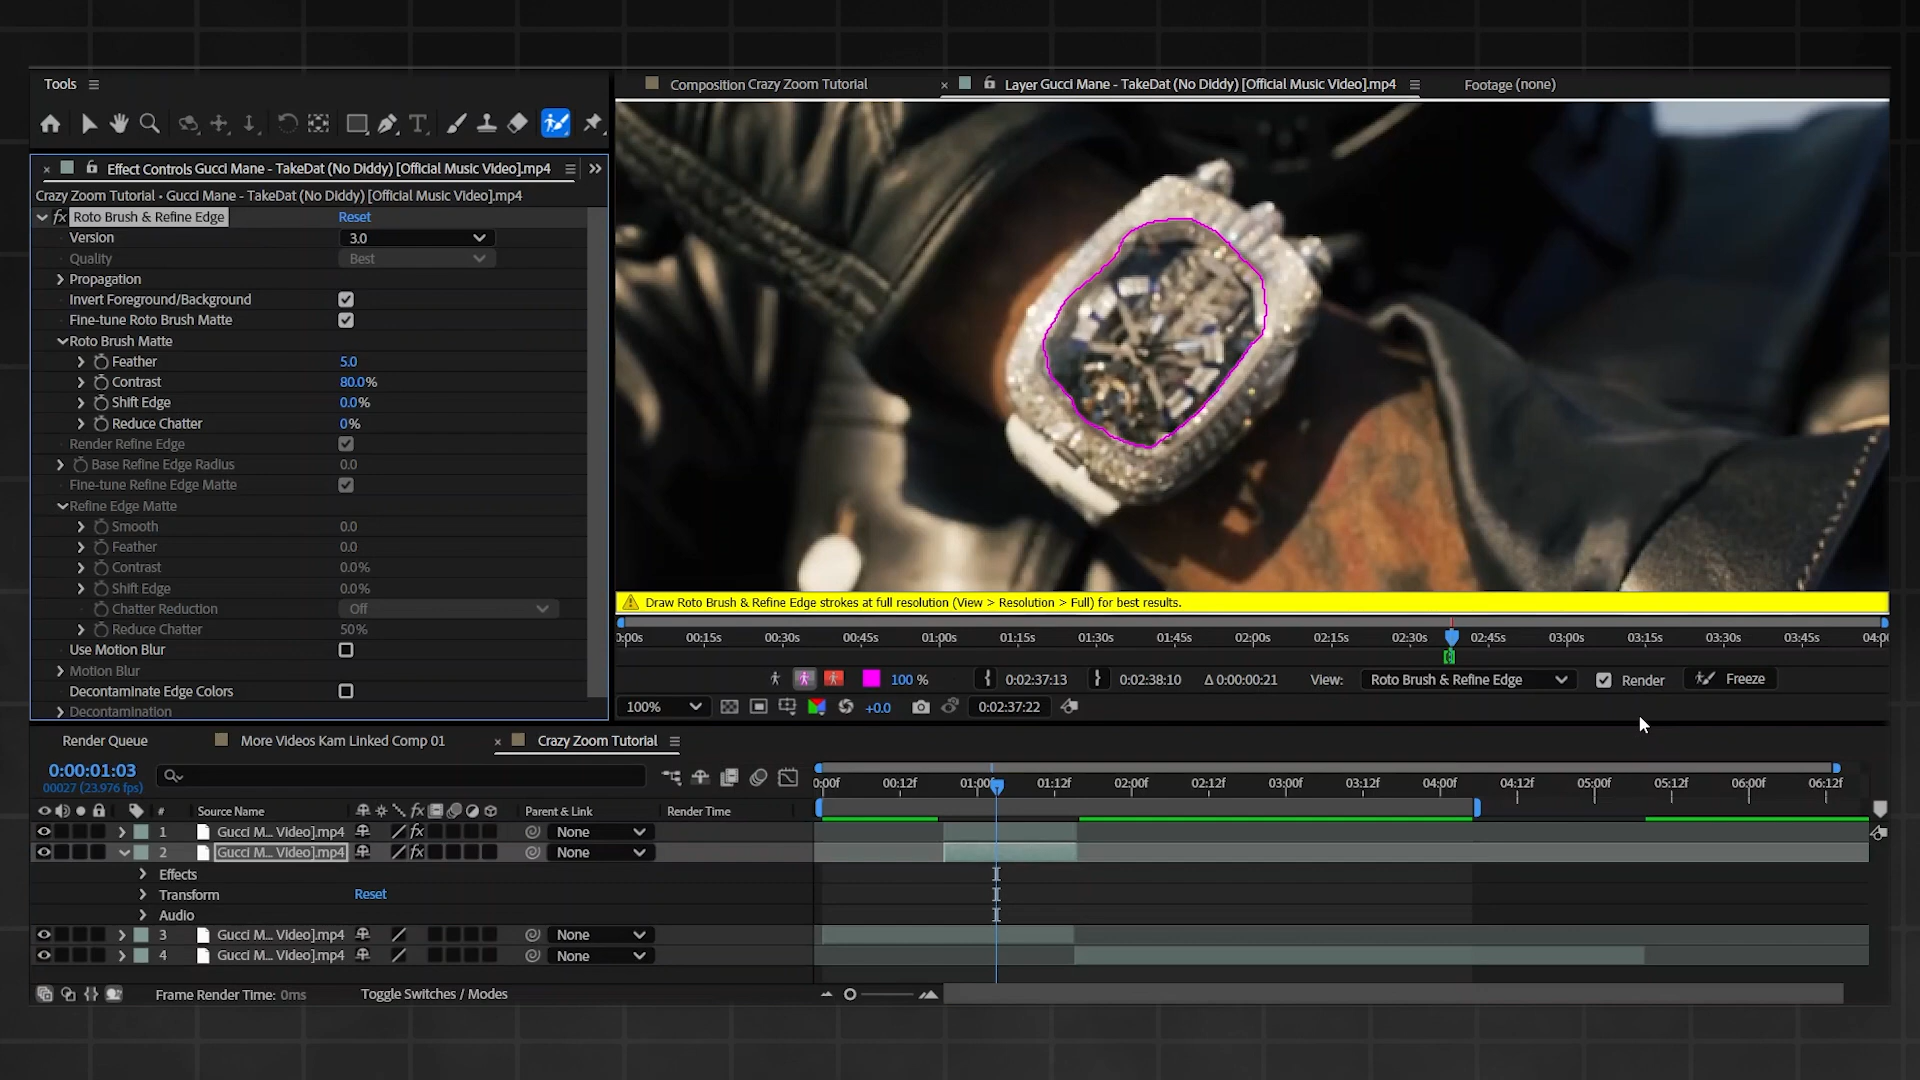 Tools
Composition Crazy Zoom Tutorial
× Layer Gucci Mane - TakeDat (No Diddy) [Official Music Video].mp4
Footage (none)
× Effect Controls Gucci Mane - TakeDat (No Diddy) [Official Music Video].mp4
Crazy Zoom Tutorial • Gucci Mane - TakeDat (No Diddy) [Official Music Video].mp4
fx Roto Brush & Refine Edge Reset
Version 3.0
Quality Best
Propagation
Invert Foreground/Background
Fine-tune Roto Brush Matte
Roto Brush Matte
Feather 5.0
Contrast 80.0%
Shift Edge 0.0%
Reduce Chatter 0%
Render Refine Edge
Base Refine Edge Radius 0.0
Fine-tune Refine Edge Matte
Refine Edge Matte
Smooth 0.0
Feather 0.0
Contrast 0.0%
Shift Edge 0.0%
Chatter Reduction Off
Reduce Chatter 50%
Use Motion Blur
Motion Blur
Decontaminate Edge Colors
Decontamination
Draw Roto Brush & Refine Edge strokes at full resolution (View > Resolution > Full) for best results.
0:00s 00:15s 00:30s 00:45s 01:00s 01:15s 01:30s 01:45s 02:00s 02:15s 02:30s 02:45s 03:00s 03:15s 03:30s 03:45s 04:0
100 % 0:02:37:13 0:02:38:10 Δ 0:00:00:21 View: Roto Brush & Refine Edge Render Freeze
100% +0.0 0:02:37:22
Render Queue
More Videos Kam Linked Comp 01
× Crazy Zoom Tutorial
0:00:01:03
00027 (23.976 fps)
0:00f 00:12f 01:00f 01:12f 02:00f 02:12f 03:00f 03:12f 04:00f 04:12f 05:00f 05:12f 06:00f 06:12f
# Source Name fx Parent & Link Render Time
1 Gucci M... Video].mp4 fx None
2 Gucci M... Video].mp4 fx None
Effects
Transform Reset
Audio
3 Gucci M... Video].mp4 None
4 Gucci M... Video].mp4 None
Frame Render Time: 0ms
Toggle Switches / Modes